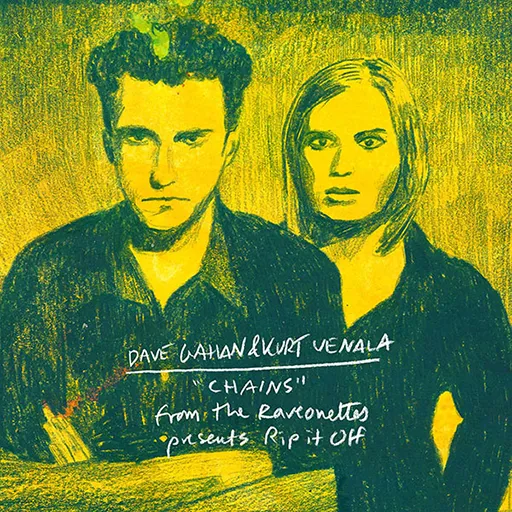 DAVE GAHAN & KURT UENALA
"CHAINS"
from the Raveonettes
presents Rip it Off